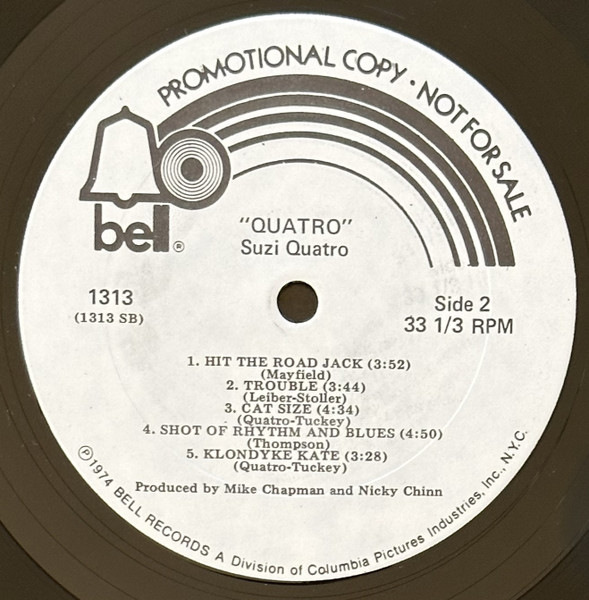 PROMOTIONAL COPY · NOT FOR SALE
bell®
"QUATRO"
Suzi Quatro
1313
(1313 SB)
Side 2
33 1/3 RPM
1. HIT THE ROAD JACK (3:52)
(Mayfield)
2. TROUBLE (3:44)
(Leiber-Stoller)
3. CAT SIZE (4:34)
(Quatro-Tuckey)
4. SHOT OF RHYTHM AND BLUES (4:50)
(Thompson)
5. KLONDYKE KATE (3:28)
(Quatro-Tuckey)
Produced by Mike Chapman and Nicky Chinn
℗1974 BELL RECORDS A Division of Columbia Pictures Industries, Inc., N.Y.C.